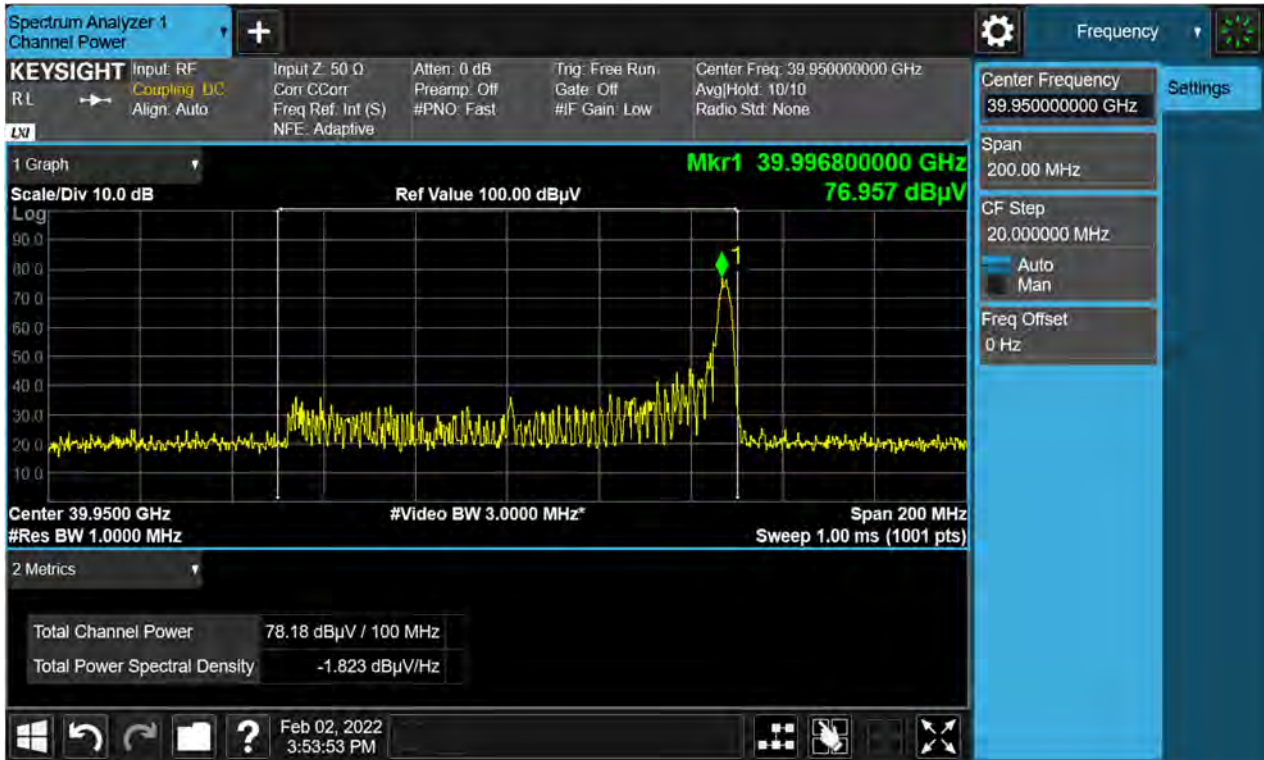 Spectrum Analyzer 1
Channel Power
Frequency
KEYSIGHT
R L
LXI
Input: RF
Coupling: DC
Align: Auto
Input Z: 50 Ω
Corr CCorr
Freq Ref: Int (S)
NFE: Adaptive
Atten: 0 dB
Preamp: Off
#PNO: Fast
Trig: Free Run
Gate: Off
#IF Gain: Low
Center Freq: 39.950000000 GHz
Avg|Hold: 10/10
Radio Std: None
Center Frequency
39.950000000 GHz
Settings
Span
200.00 MHz
CF Step
20.000000 MHz
Auto
Man
Freq Offset
0 Hz
1 Graph
Mkr1 39.996800000 GHz
76.957 dBµV
Scale/Div 10.0 dB
Ref Value 100.00 dBµV
Log
90.0
80.0
70.0
60.0
50.0
40.0
30.0
20.0
10.0
1
Center 39.9500 GHz
#Video BW 3.0000 MHz*
Span 200 MHz
#Res BW 1.0000 MHz
Sweep 1.00 ms (1001 pts)
2 Metrics
Total Channel Power 78.18 dBµV / 100 MHz
Total Power Spectral Density -1.823 dBµV/Hz
?
Feb 02, 2022
3:53:53 PM